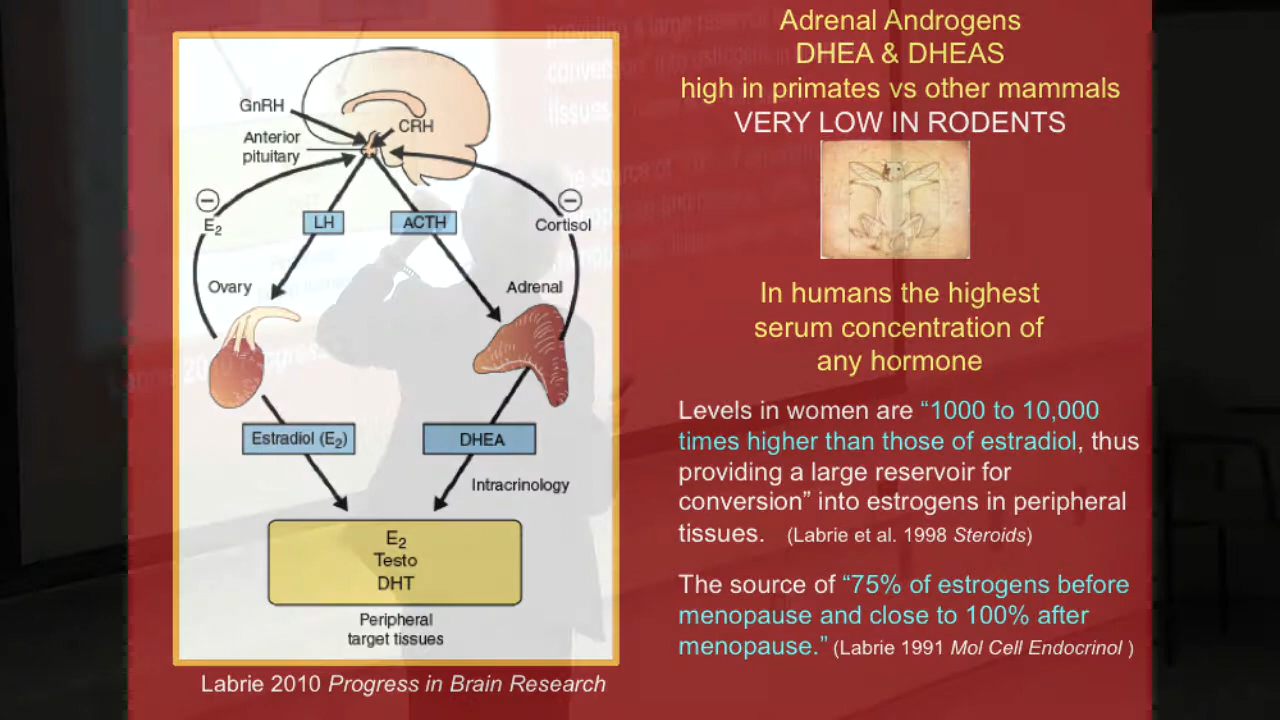 Adrenal Androgens
DHEA & DHEAS
high in primates vs other mammals
VERY LOW IN RODENTS
GnRH
CRH
Anterior
pituitary
E2
LH
ACTH
Cortisol
Ovary
Adrenal
Estradiol (E2)
DHEA
Intracrinology
E2
Testo
DHT
Peripheral
target tissues
Labrie 2010 Progress in Brain Research
In humans the highest
serum concentration of
any hormone
Levels in women are “1000 to 10,000
times higher than those of estradiol, thus
providing a large reservoir for
conversion” into estrogens in peripheral
tissues. (Labrie et al. 1998 Steroids)
The source of “75% of estrogens before
menopause and close to 100% after
menopause.” (Labrie 1991 Mol Cell Endocrinol )